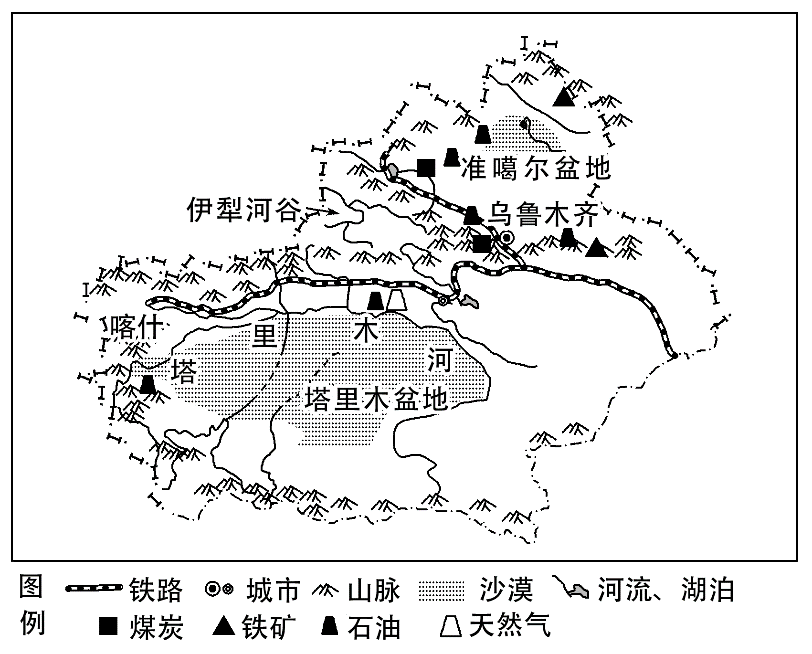 准噶尔盆地
伊犁河谷
乌鲁木齐
喀什
塔里木河
塔里木盆地
图例
铁路
城市
山脉
沙漠
河流、湖泊
煤炭
铁矿
石油
天然气